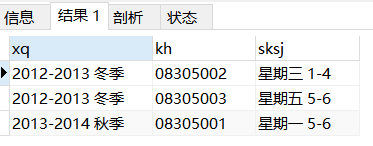 信息 结果 1 剖析 状态
xq kh sksj
2012-2013 冬季 08305002 星期三 1-4
2012-2013 冬季 08305003 星期五 5-6
2013-2014 秋季 08305001 星期一 5-6